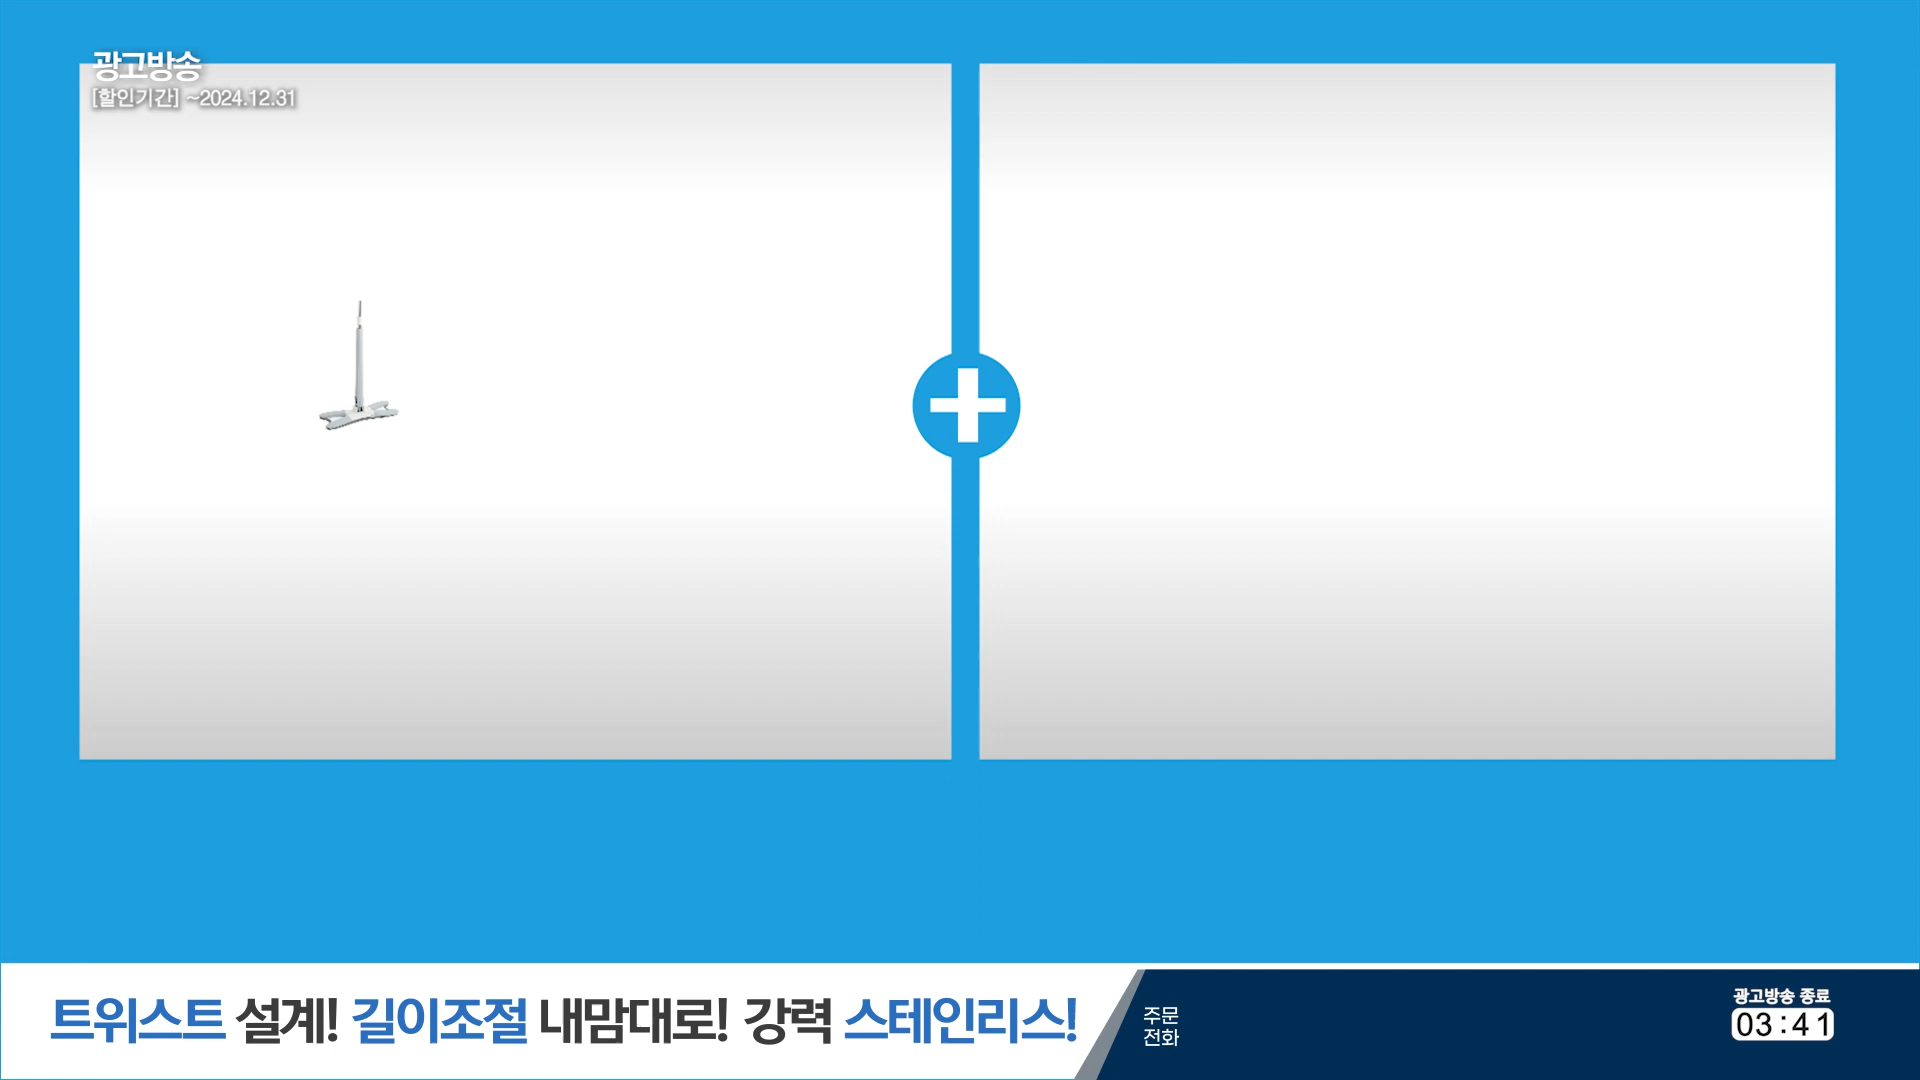 광고방송
[할인기간] ~2024.12.31
트위스트 설계! 길이조절 내맘대로! 강력 스테인리스!
주문
전화
광고방송 종료
03:41